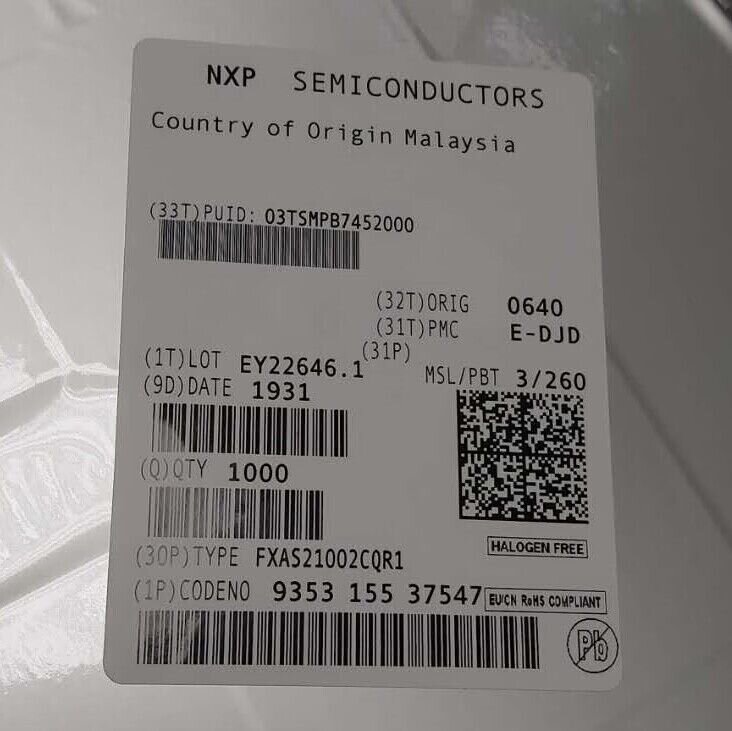 NXP SEMICONDUCTORS
Country of Origin Malaysia
(33T)PUID: 03TSMPB7452000
(32T)ORIG 0640
(31T)PMC E-DJD
(31P)
MSL/PBT 3/260
(1T)LOT EY22646.1
(9D)DATE 1931
(Q)QTY 1000
HALOGEN FREE
(30P)TYPE FXAS21002CQR1
(1P)CODENO 9353 155 37547
EU/CN RoHS COMPLIANT
Pb